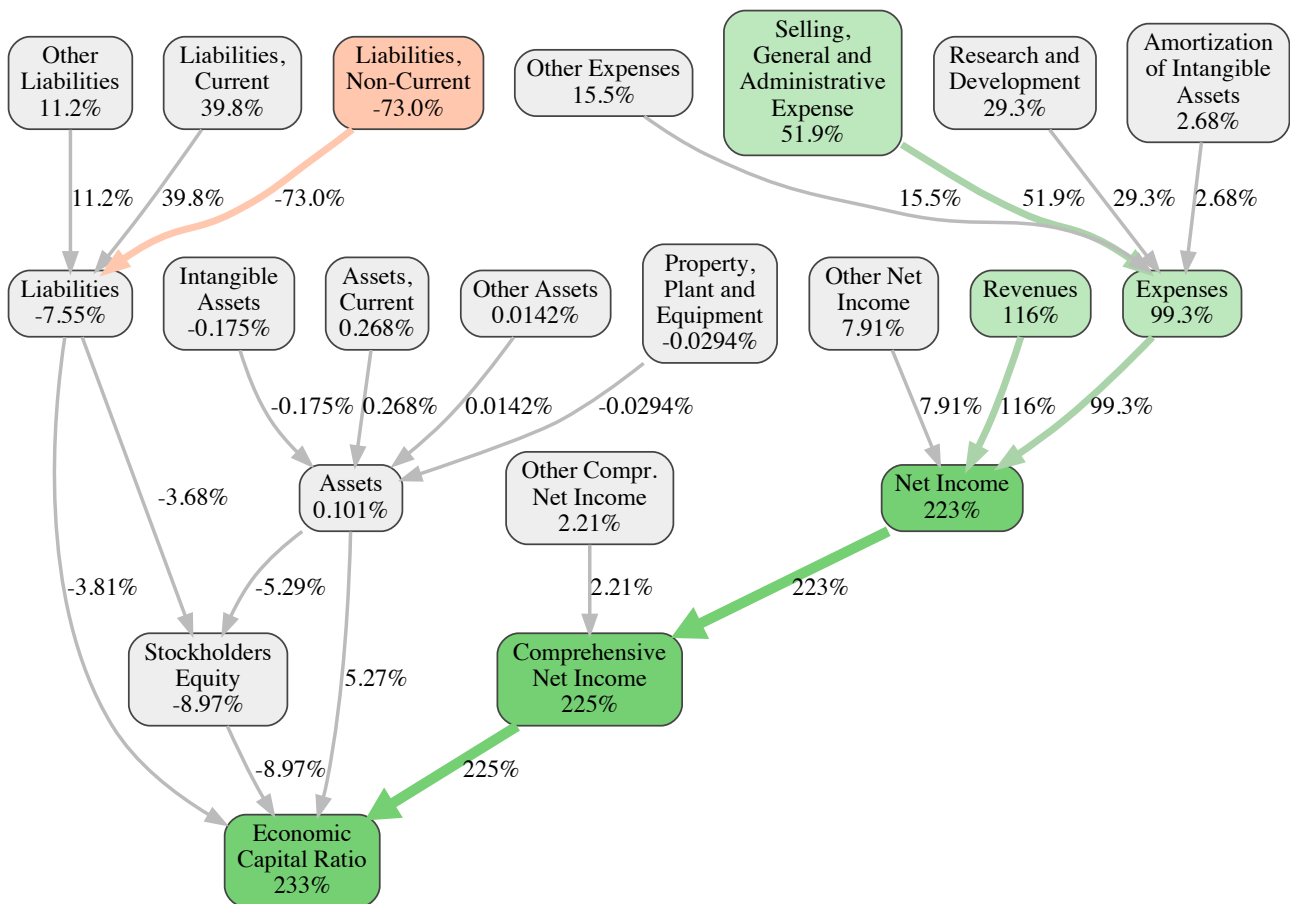 Other
Liabilities
11.2%
Liabilities,
Current
39.8%
Liabilities,
Non-Current
-73.0%
Other Expenses
15.5%
Selling,
General and
Administrative
Expense
51.9%
Research and
Development
29.3%
Amortization
of Intangible
Assets
2.68%
11.2%
39.8%
-73.0%
15.5%
51.9%
29.3%
2.68%
Liabilities
-7.55%
Intangible
Assets
-0.175%
Assets,
Current
0.268%
Other Assets
0.0142%
Property,
Plant and
Equipment
-0.0294%
Other Net
Income
7.91%
Revenues
116%
Expenses
99.3%
-0.175%
0.268%
0.0142%
-0.0294%
7.91%
116%
99.3%
-3.68%
Assets
0.101%
Other Compr.
Net Income
2.21%
Net Income
223%
-3.81%
-5.29%
2.21%
223%
Stockholders
Equity
-8.97%
5.27%
Comprehensive
Net Income
225%
-8.97%
225%
Economic
Capital Ratio
233%